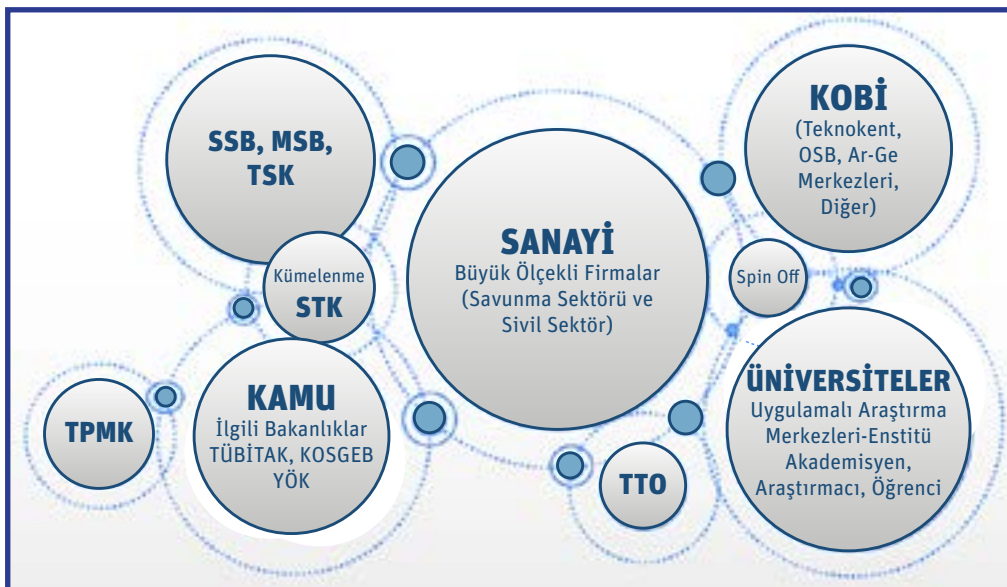 SSB, MSB,
TSK
Kümelenme
STK
TPMK
KAMU
İlgili Bakanlıklar
TÜBİTAK, KOSGEB
YÖK
SANAYİ
Büyük Ölçekli Firmalar
(Savunma Sektörü ve
Sivil Sektör)
TTO
KOBİ
(Teknokent,
OSB, Ar-Ge
Merkezleri,
Diğer)
Spin Off
ÜNİVERSİTELER
Uygulamalı Araştırma
Merkezleri-Enstitü
Akademisyen,
Araştırmacı, Öğrenci